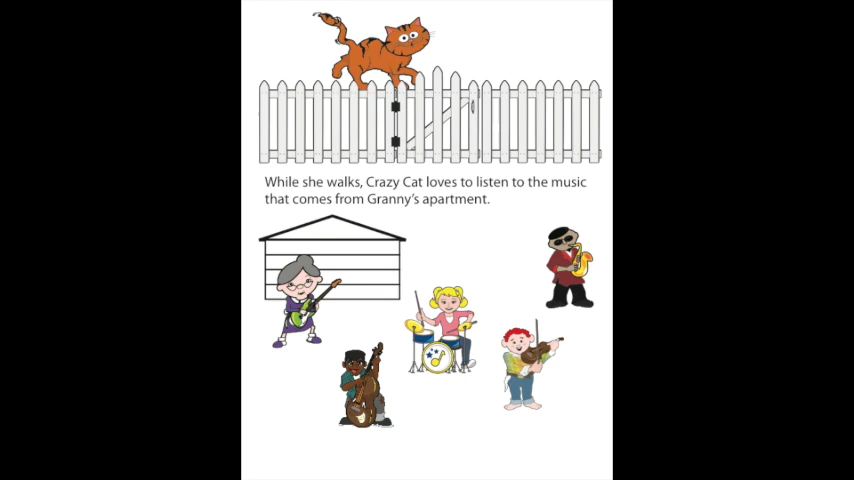 While she walks, Crazy Cat loves to listen to the music
that comes from Granny's apartment.